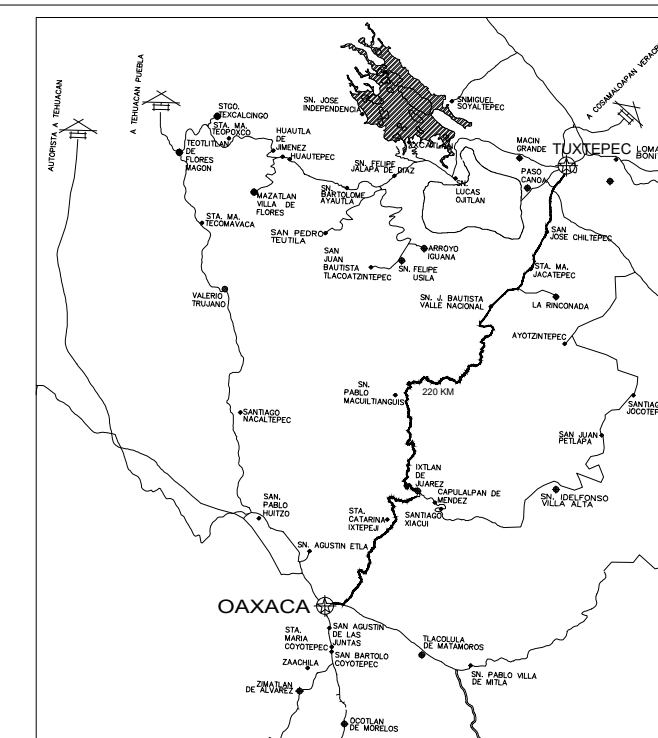 AUTOPISTA A TEHUACAN
A TEHUACAN PUEBLA
A COSAMALOAPAN VERACR
STGO.
TEXCALCINGO
STA. MA.
TEOPOXCO
TEOTLITLAN
DE
FLORES
MAGON
HUAUTLA
DE
JIMENEZ
HUAUTEPEC
SN. JOSE
INDEPENDENCIA
SNMIGUEL
SOYALTEPEC
SN. FELIPE
JALAPA DE DIAZ
SN.
BARTOLOME
AYAUTLA
SN.
LUCAS
OJITLAN
MACIN
GRANDE
TUXTEPEC
LOMA
BONI
PASO
CANOA
MAZATLAN
VILLA DE
FLORES
STA. MA.
TECOMAVACA
SAN PEDRO
TEUTILA
SAN
JUAN
BAUTISTA
TLACOATZINTEPEC
ARROYO
IGUANA
SN. FELIPE
USILA
SAN
JOSE CHILTEPEC
STA. MA.
JACATEPEC
SN. J. BAUTISTA
VALLE NACIONAL
LA RINCONADA
VALERIO
TRUJANO
AYOTZINTEPEC
SN.
PABLO
MACUILTIANGUIS
220 KM
SANTIAG
JOCOTEP
SANTIAGO
NACALTEPEC
SAN JUAN
PETLAPA
IXTLAN
DE
JUAREZ
CAPULALPAN DE
MENDEZ
SN. IDELFONSO
VILLA ALTA
SAN.
PABLO
HUITZO
STA.
CATARINA
IXTEPEJI
SANTIAGO
XIACUI
SN. AGUSTIN ETLA
OAXACA
STA.
MARIA
COYOTEPEC
SAN AGUSTIN
DE LAS
JUNTAS
SAN BARTOLO
COYOTEPEC
TLACOLULA
DE MATAMOROS
ZAACHILA
SN. PABLO VILLA
DE MITLA
ZIMATLAN
DE ALVAREZ
OCOTLAN
DE MORELOS